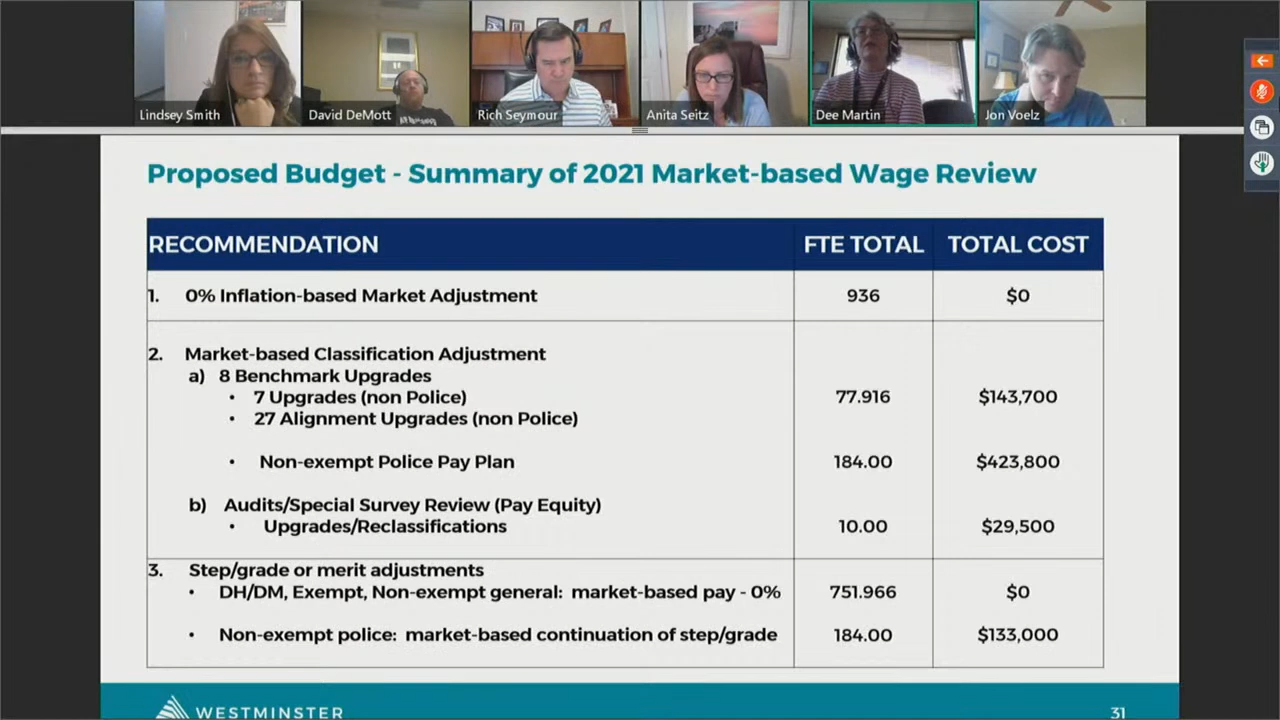 Lindsey Smith
David DeMott
Rich Seymour
Anita Seitz
Dee Martin
Jon Voelz
Proposed Budget - Summary of 2021 Market-based Wage Review
RECOMMENDATION FTE TOTAL TOTAL COST
1. 0% Inflation-based Market Adjustment 936 $0
2. Market-based Classification Adjustment
a) 8 Benchmark Upgrades
• 7 Upgrades (non Police) 77.916 $143,700
• 27 Alignment Upgrades (non Police)
• Non-exempt Police Pay Plan 184.00 $423,800
b) Audits/Special Survey Review (Pay Equity)
• Upgrades/Reclassifications 10.00 $29,500
3. Step/grade or merit adjustments
• DH/DM, Exempt, Non-exempt general: market-based pay - 0% 751.966 $0
• Non-exempt police: market-based continuation of step/grade 184.00 $133,000
WESTMINSTER 31